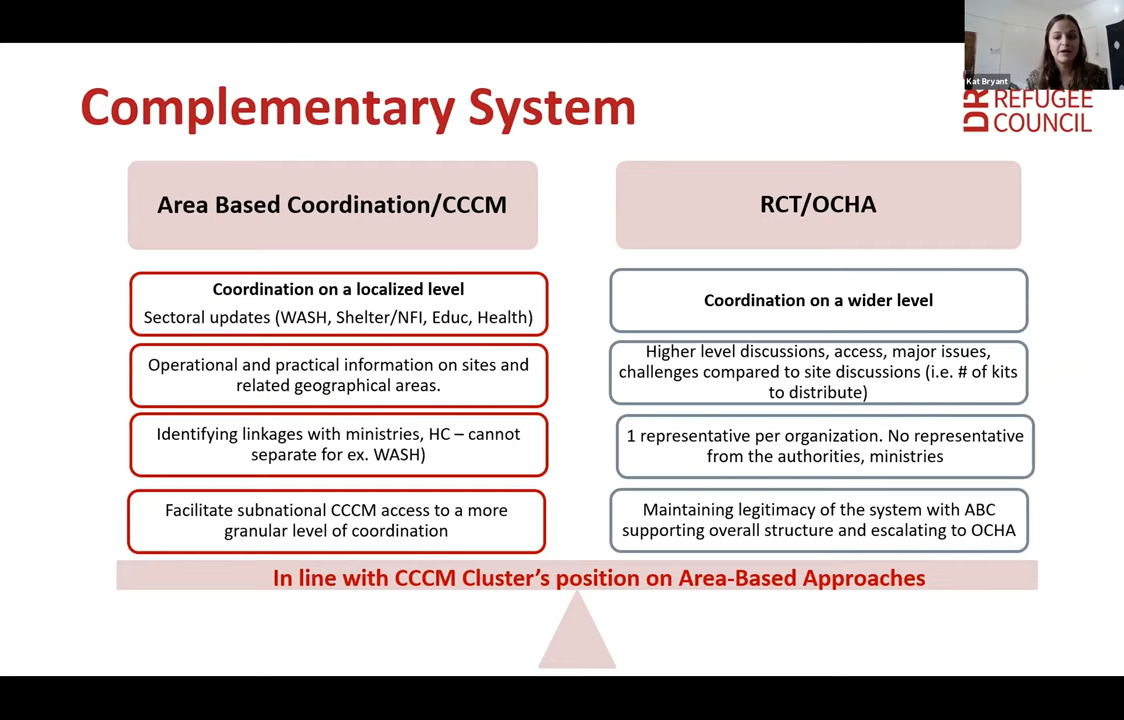 Kat Bryant
DR
REFUGEE
COUNCIL
Complementary System
Area Based Coordination/CCCM
Coordination on a localized level
Sectoral updates (WASH, Shelter/NFI, Educ, Health)
Operational and practical information on sites and
related geographical areas.
Identifying linkages with ministries, HC – cannot
separate for ex. WASH)
Facilitate subnational CCCM access to a more
granular level of coordination
RCT/OCHA
Coordination on a wider level
Higher level discussions, access, major issues,
challenges compared to site discussions (i.e. # of kits
to distribute)
1 representative per organization. No representative
from the authorities, ministries
Maintaining legitimacy of the system with ABC
supporting overall structure and escalating to OCHA
In line with CCCM Cluster’s position on Area-Based Approaches